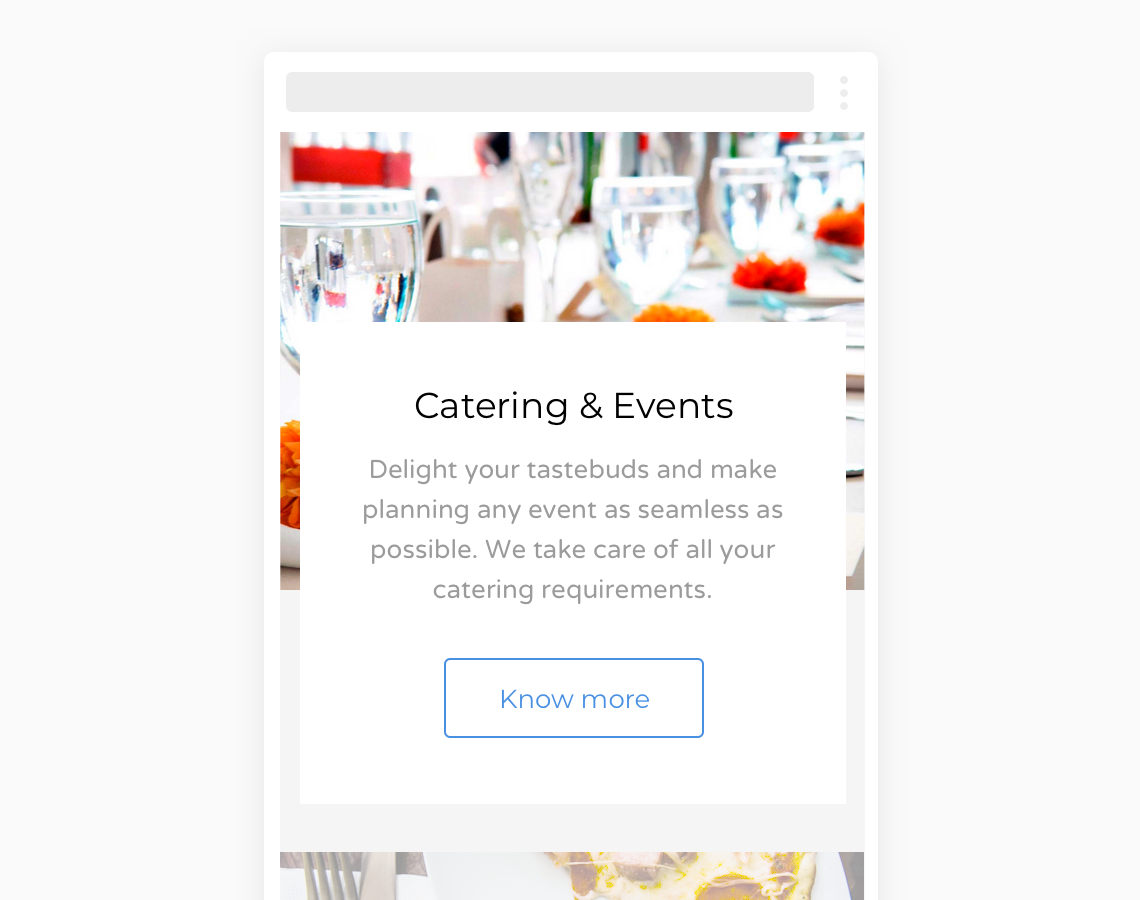 Catering & Events
Delight your tastebuds and make
planning any event as seamless as
possible. We take care of all your
catering requirements.
Know more